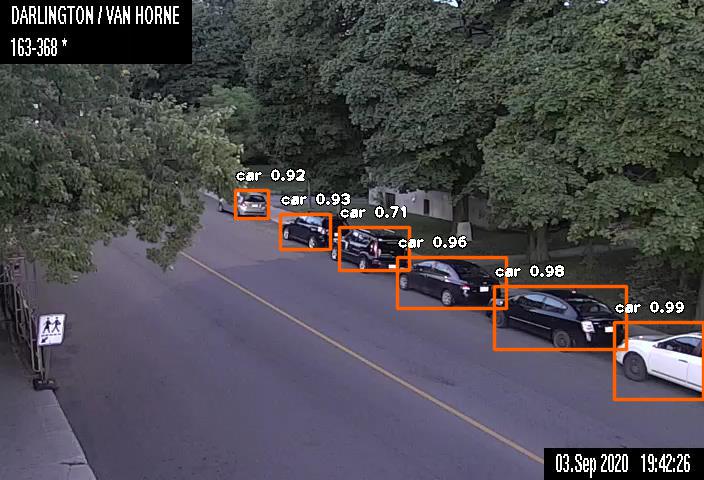 DARLINGTON / VAN HORNE
163-368 *
car 0.92
car 0.93
car 0.71
car 0.96
car 0.98
car 0.99
03.Sep 2020 19:42:26